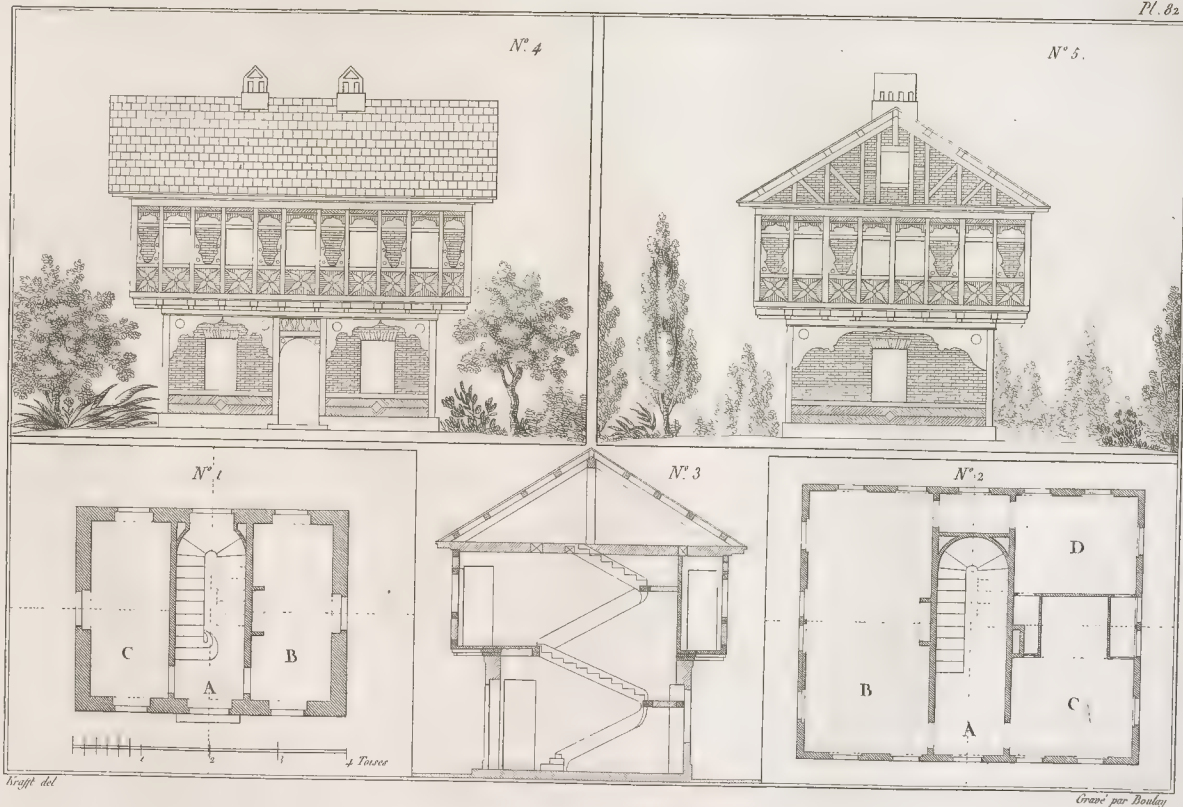 Pl. 82
N.° 4
N° 5.
N° 1
C
A
B
1
2
3
4 Toises
N° 3
N° 2
B
A
D
C
Krafft del
Gravé par Boulay